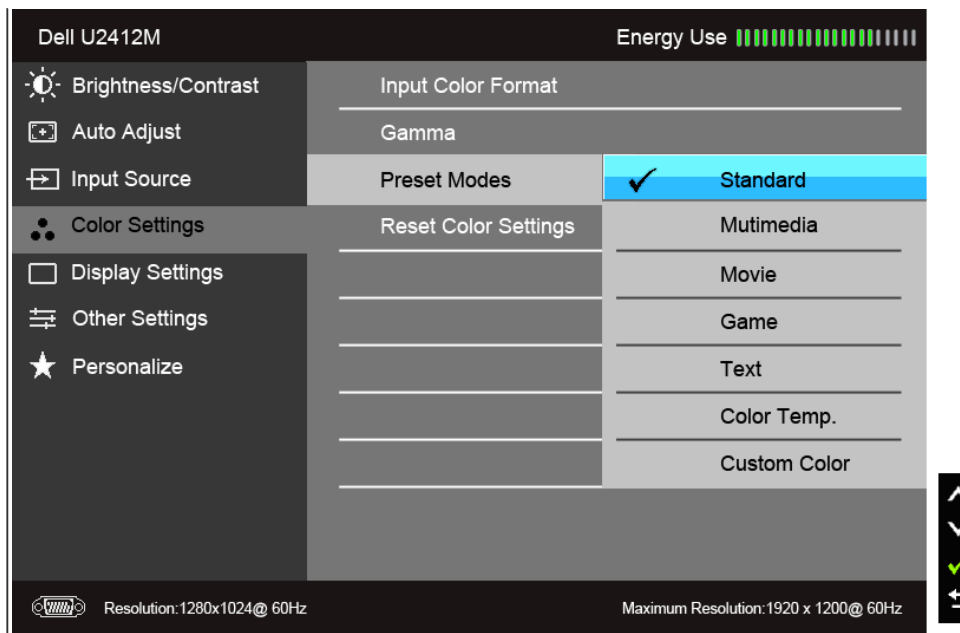 Dell U2412M Energy Use
Brightness/Contrast Input Color Format
Auto Adjust Gamma
Input Source Preset Modes Standard
Color Settings Reset Color Settings Mutimedia
Display Settings Movie
Other Settings Game
Personalize Text
Color Temp.
Custom Color
Resolution:1280x1024@ 60Hz Maximum Resolution:1920 x 1200@ 60Hz